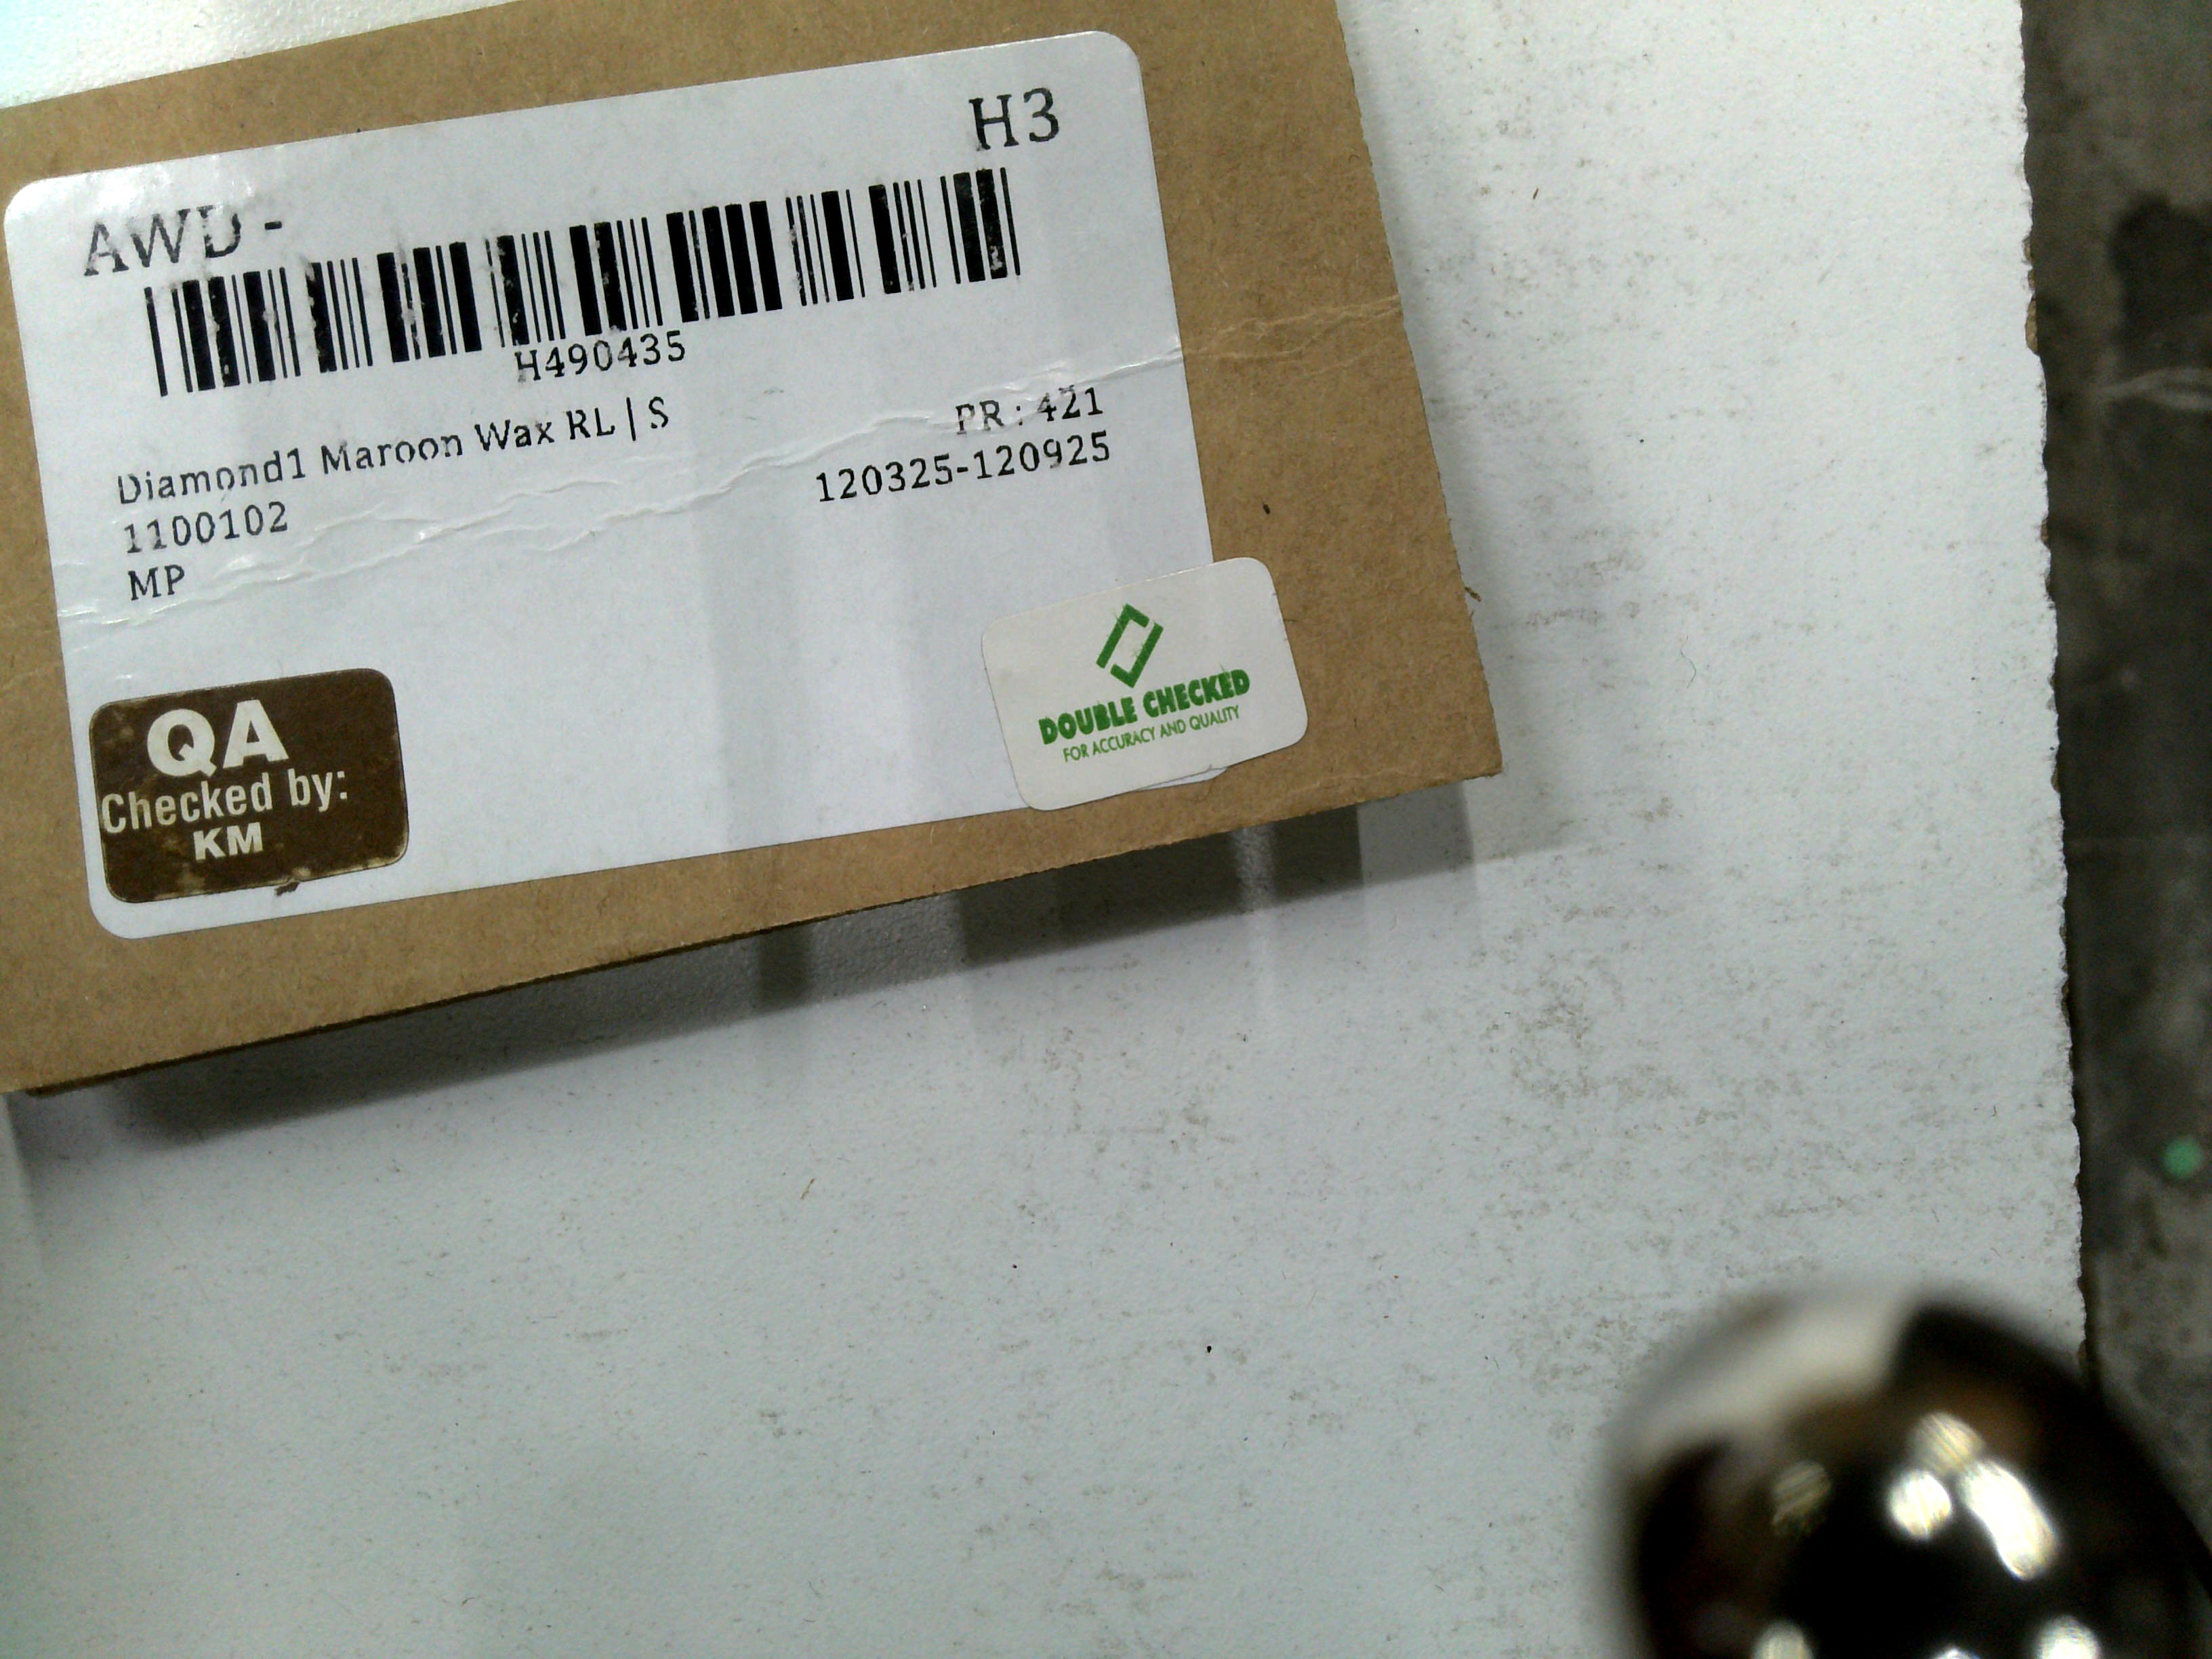 H3
AWD -
H490435
Diamond1 Maroon Wax RL | S
PR : 421
1100102
120325-120925
MP
QA
Checked by:
KM
DOUBLE CHECKED
FOR ACCURACY AND QUALITY